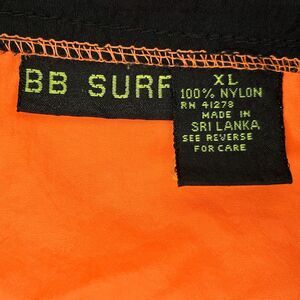 BB SURF
XL
100% NYLON
RN 41278
MADE IN
SRI LANKA
SEE REVERSE
FOR CARE